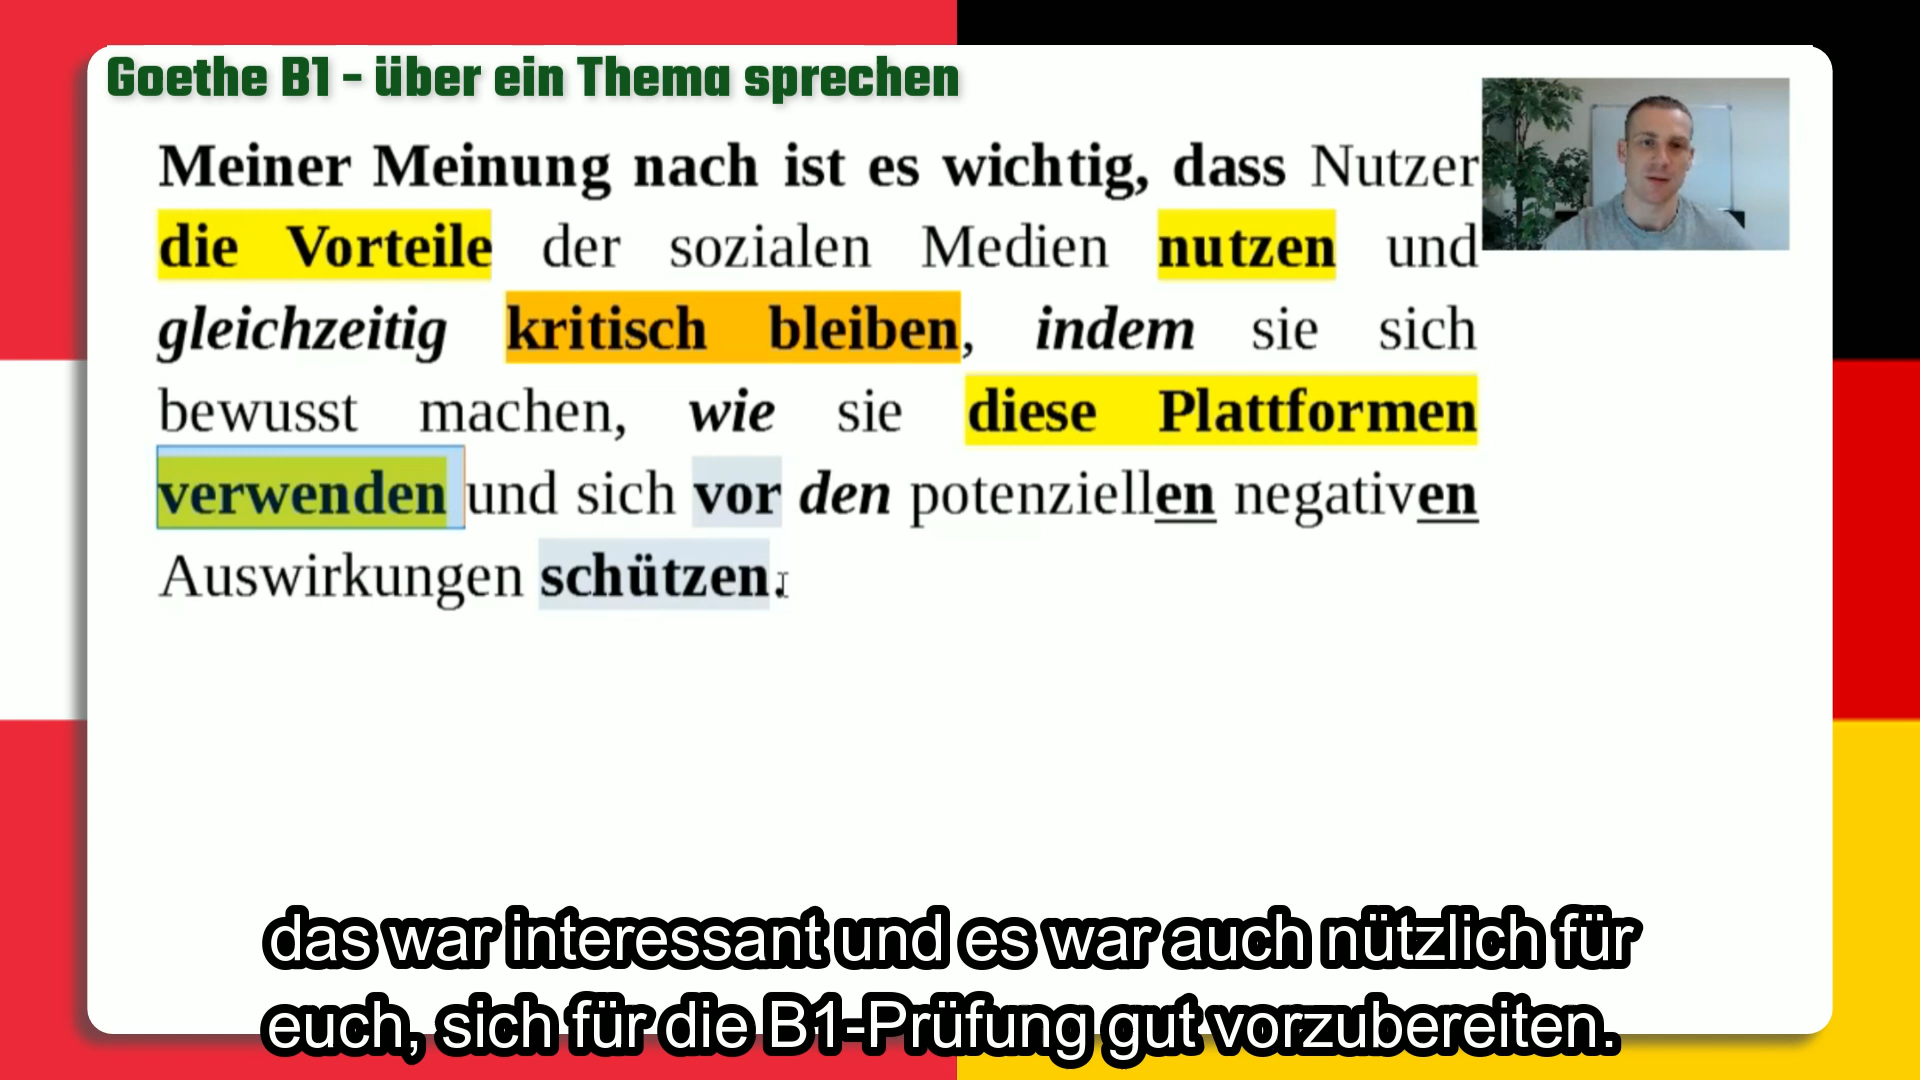 Goethe B1 - über ein Thema sprechen
Meiner Meinung nach ist es wichtig, dass Nutzer
die Vorteile der sozialen Medien nutzen und
gleichzeitig kritisch bleiben, indem sie sich
bewusst machen, wie sie diese Plattformen
verwenden und sich vor den potenziellen negativen
Auswirkungen schützen.
das war interessant und es war auch nützlich für
euch, sich für die B1-Prüfung gut vorzubereiten.